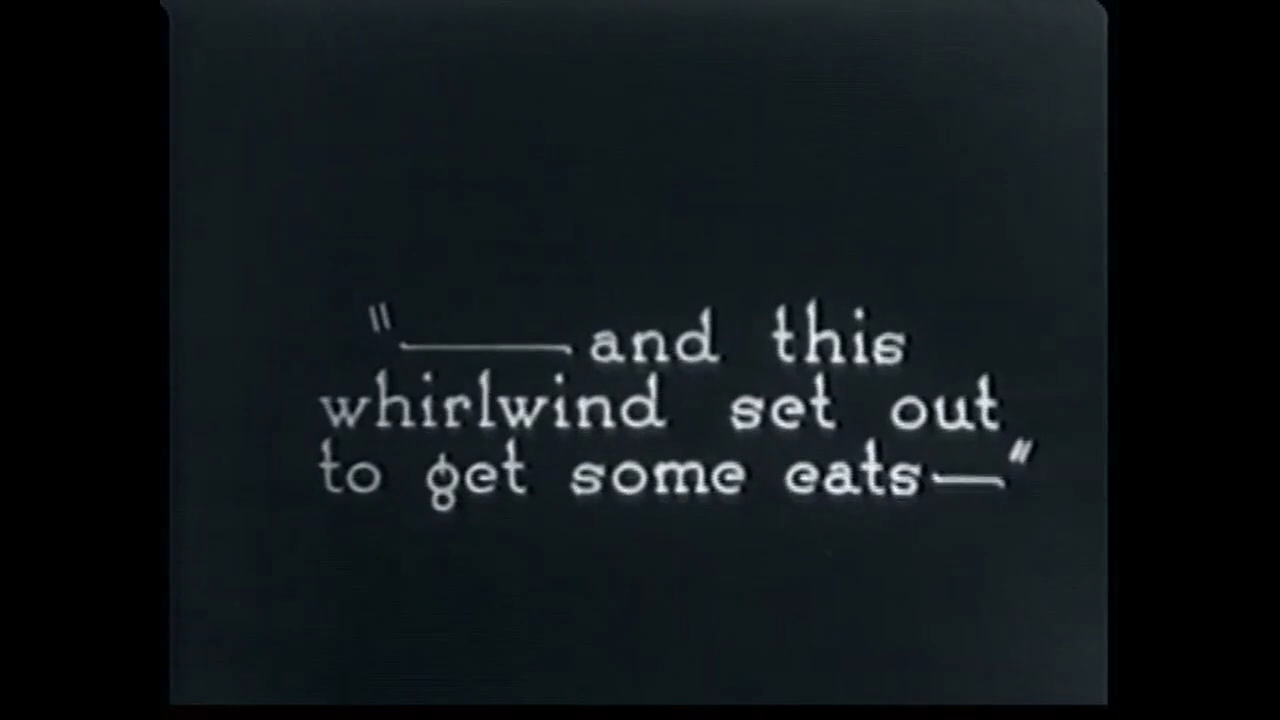 "——— and this
whirlwind set out
to get some eats—"